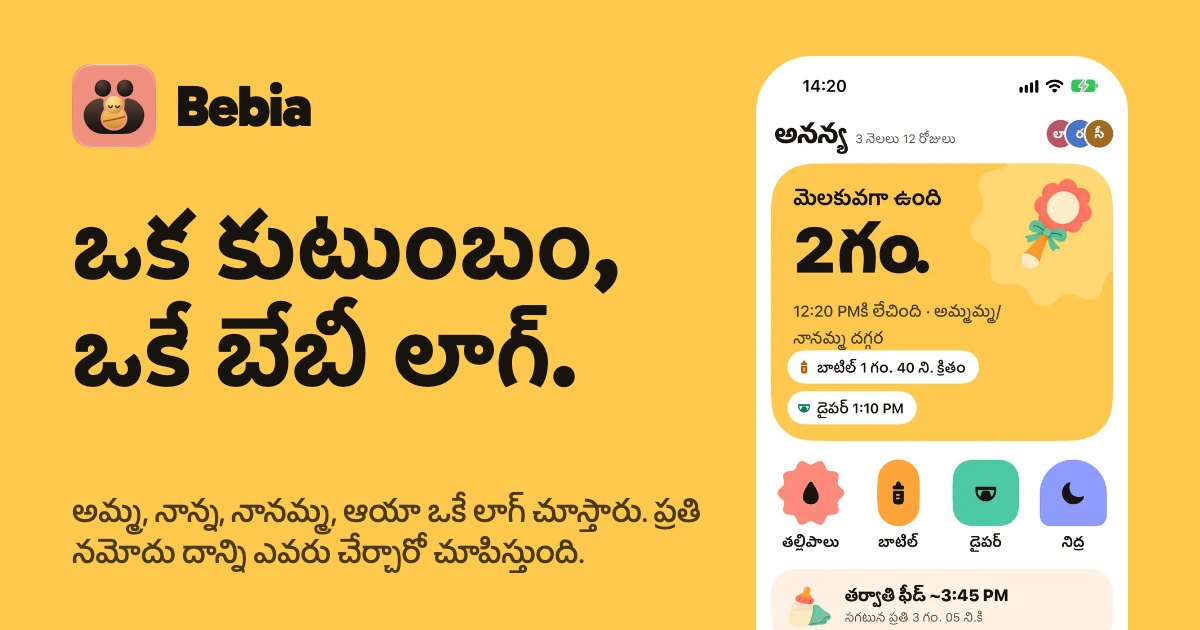 Bebia
ఒక కుటుంబం,
ఒకే బేబీ లాగ్.
అమ్మ, నాన్న, నానమ్మ, ఆయా ఒకే లాగ్ చూస్తారు. ప్రతి
నమోదు దాన్ని ఎవరు చేర్చారో చూపిస్తుంది.
14:20
అనన్య 3 నెలలు 12 రోజులు
లా ర సీ
మెలకువగా ఉంది
2గం.
12:20 PMకి లేచింది · అమ్మమ్మ/
నానమ్మ దగ్గర
బాటిల్ 1 గం. 40 ని. క్రితం
డైపర్ 1:10 PM
తల్లిపాలు బాటిల్ డైపర్ నిద్ర
తర్వాతి ఫీడ్ ~3:45 PM
సగటున ప్రతి 3 గం. 05 ని.కి